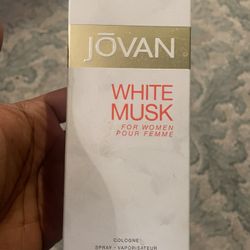 JŌVAN
WHITE
MUSK
FOR WOMEN
POUR FEMME
COLOGNE
SPRAY - VAPORISATEUR